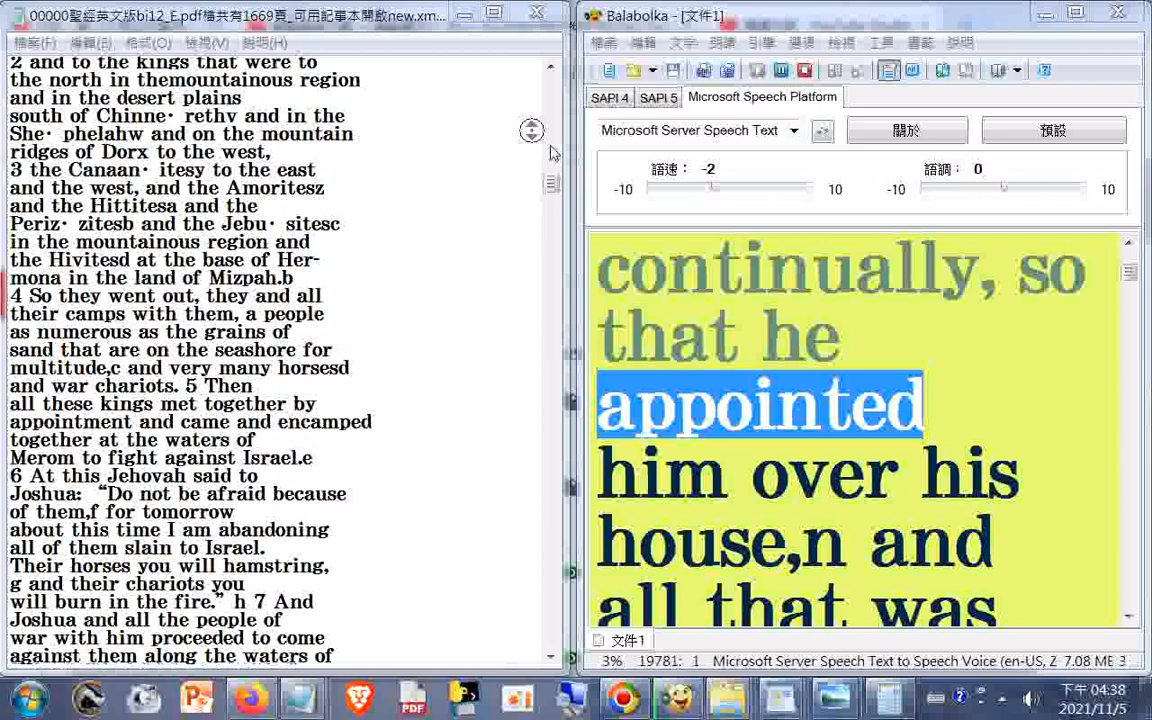 00000聖經英文版bi12_E.pdf檔共有1669頁_可用記事本開啟new.xm...
檔案(F) 編輯(E) 格式(O) 檢視(V) 說明(H)
2 and to the kings that were to
the north in themountainous region
and in the desert plains
south of Chinne· rethv and in the
She· phelahw and on the mountain
ridges of Dorx to the west,
3 the Canaan· itesy to the east
and the west, and the Amoritesz
and the Hittitesa and the
Periz· zitesb and the Jebu· sitesc
in the mountainous region and
the Hivitesd at the base of Her-
mona in the land of Mizpah.b
4 So they went out, they and all
their camps with them, a people
as numerous as the grains of
sand that are on the seashore for
multitude,c and very many horsesd
and war chariots. 5 Then
all these kings met together by
appointment and came and encamped
together at the waters of
Merom to fight against Israel.e
6 At this Jehovah said to
Joshua: “Do not be afraid because
of them,f for tomorrow
about this time I am abandoning
all of them slain to Israel.
Their horses you will hamstring,
g and their chariots you
will burn in the fire.” h 7 And
Joshua and all the people of
war with him proceeded to come
against them along the waters of
Balabolka - [文件1]
檔案 編輯 文字 朗讀 引擎 選項 檢視 工具 書籤 說明
SAPI 4 SAPI 5 Microsoft Speech Platform
Microsoft Server Speech Text 關於 預設
語速： -2 語調： 0
-10 10 -10 10
continually, so
that he
appointed
him over his
house,n and
all that was
文件1
3% 19781: 1 Microsoft Server Speech Text to Speech Voice (en-US, Z 7.08 ME 3
PDF
下午 04:38
2021/11/5